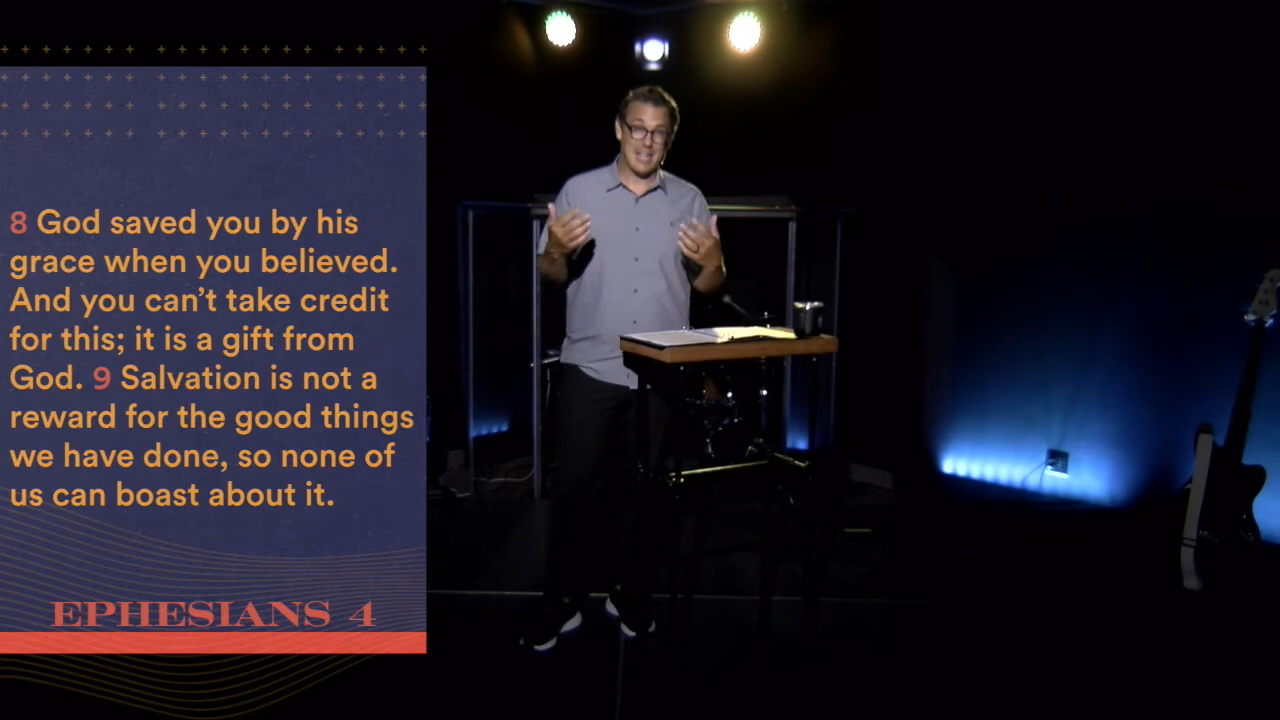 8 God saved you by his
grace when you believed.
And you can’t take credit
for this; it is a gift from
God. 9 Salvation is not a
reward for the good things
we have done, so none of
us can boast about it.
EPHESIANS 4